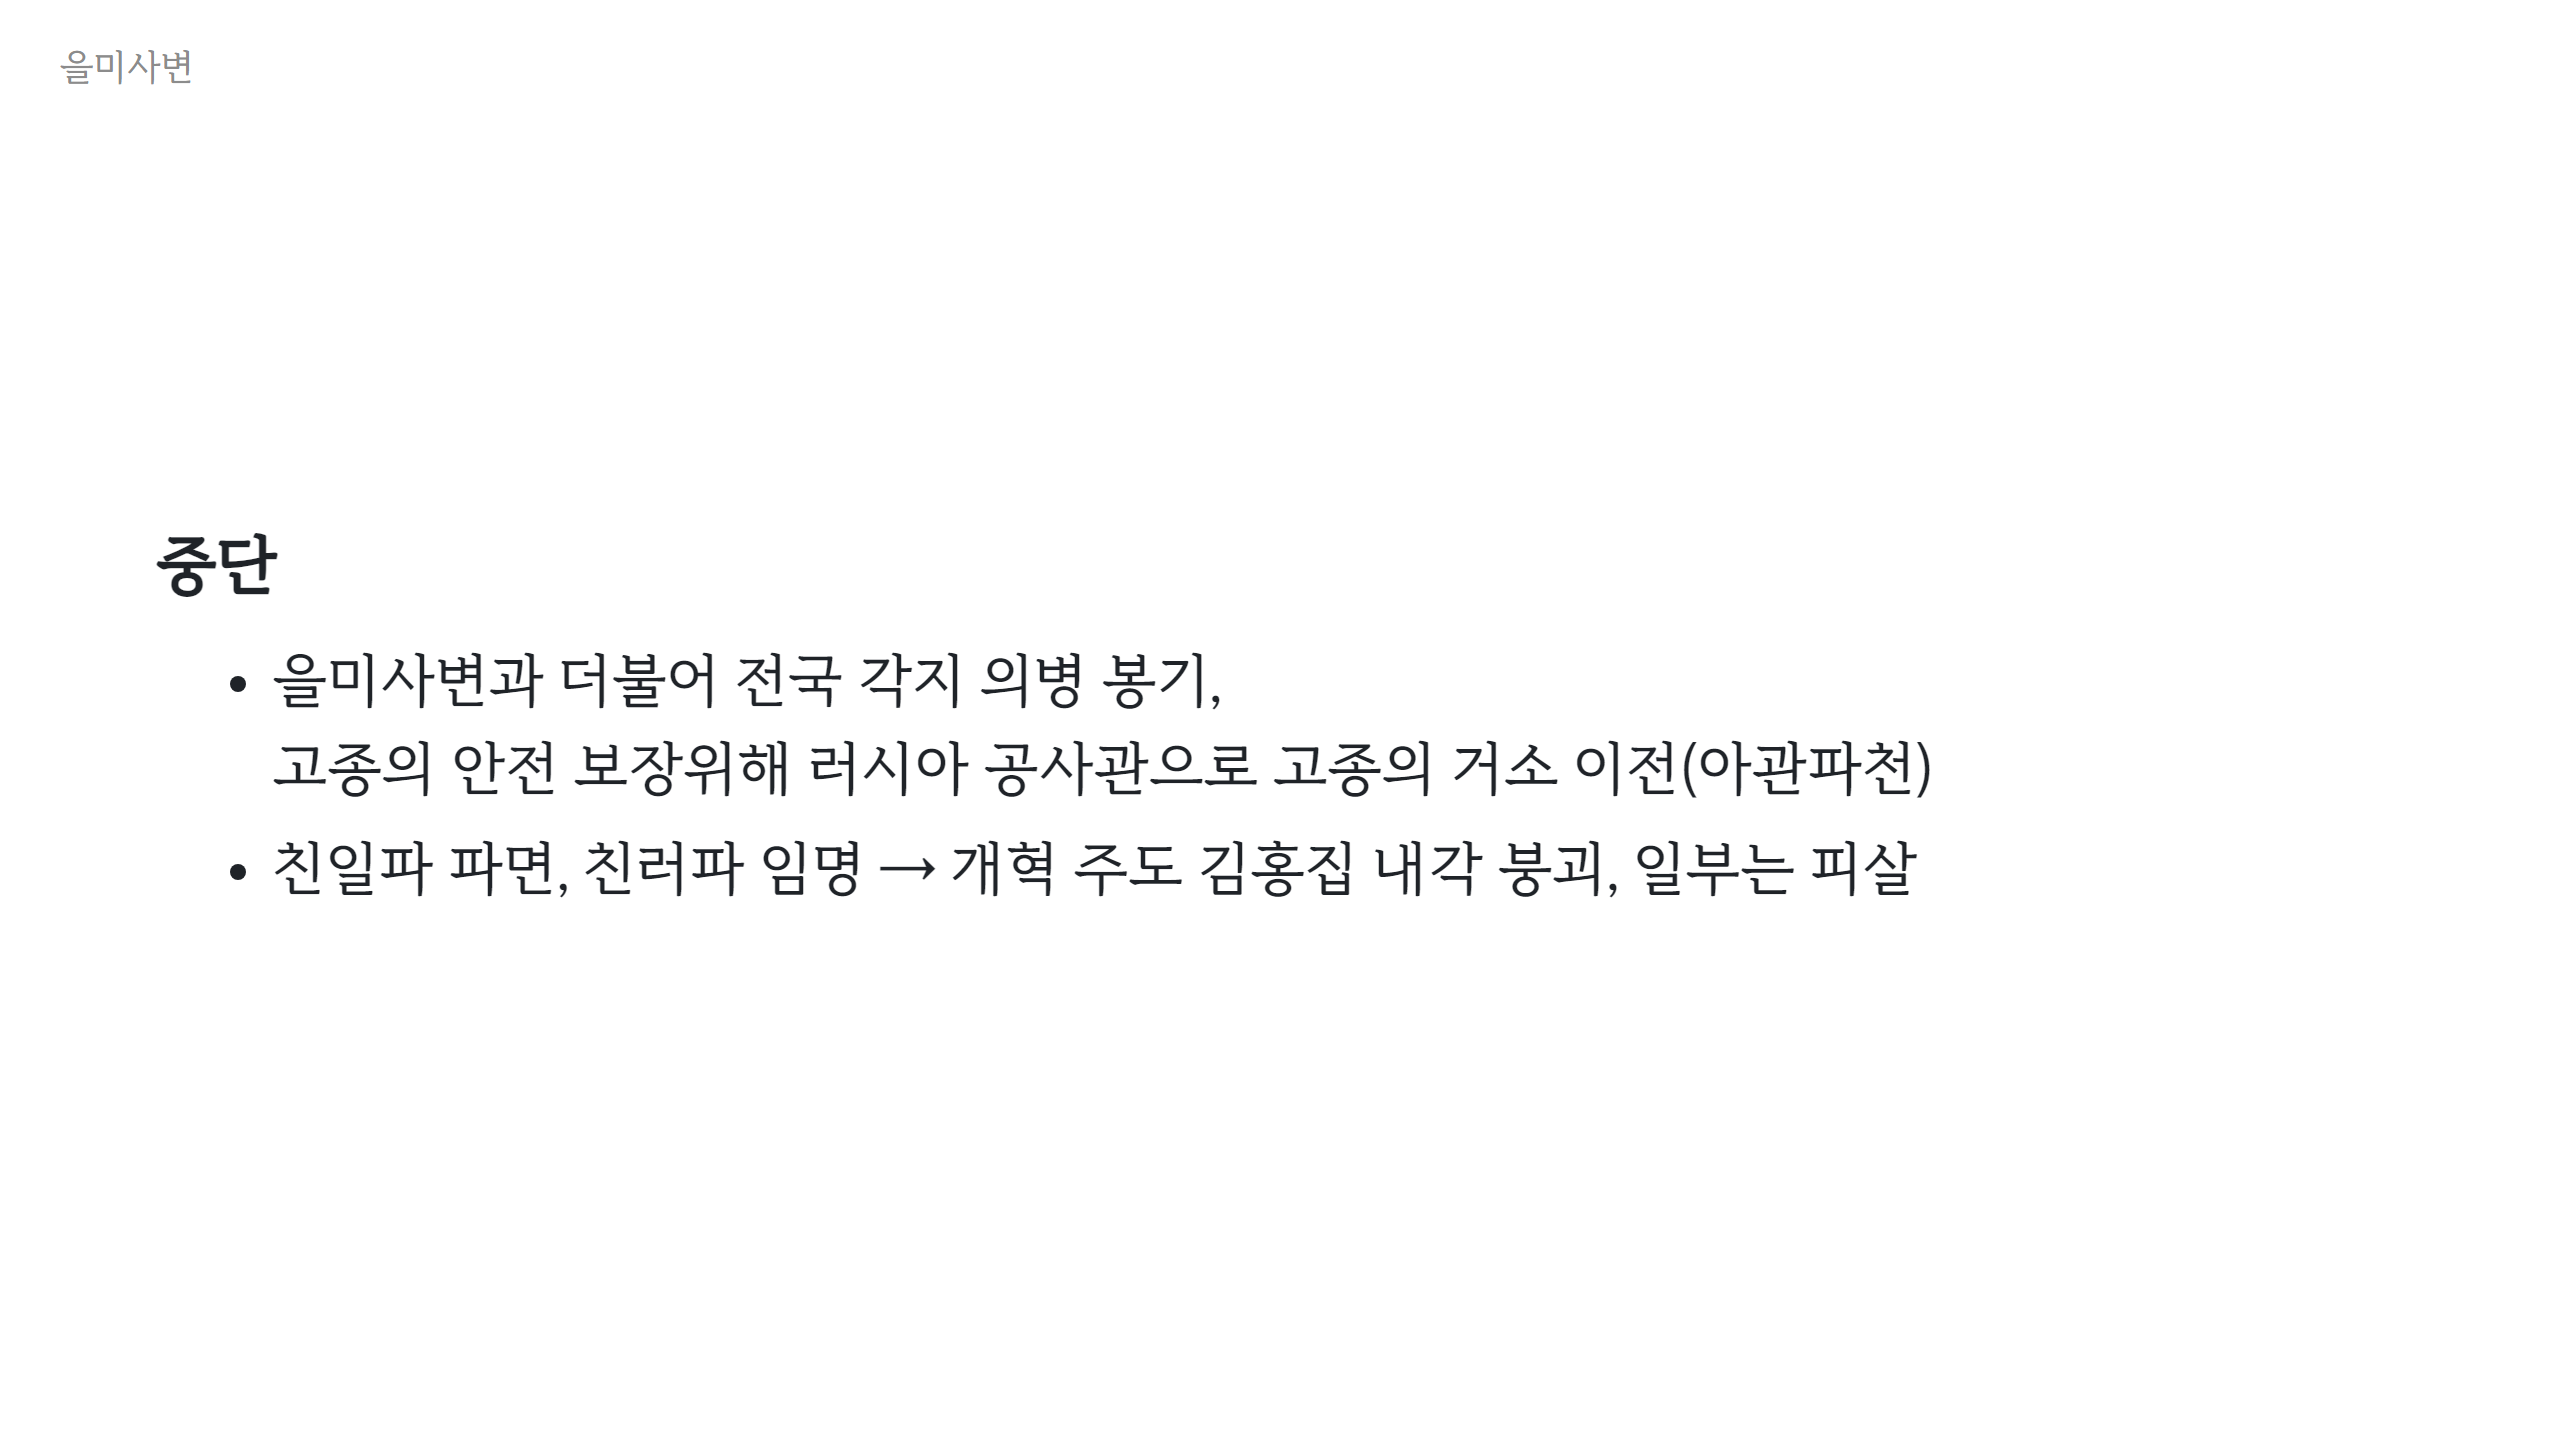 을미사변
중단
• 을미사변과 더불어 전국 각지 의병 봉기,
고종의 안전 보장위해 러시아 공사관으로 고종의 거소 이전(아관파천)
• 친일파 파면, 친러파 임명 → 개혁 주도 김홍집 내각 붕괴, 일부는 피살